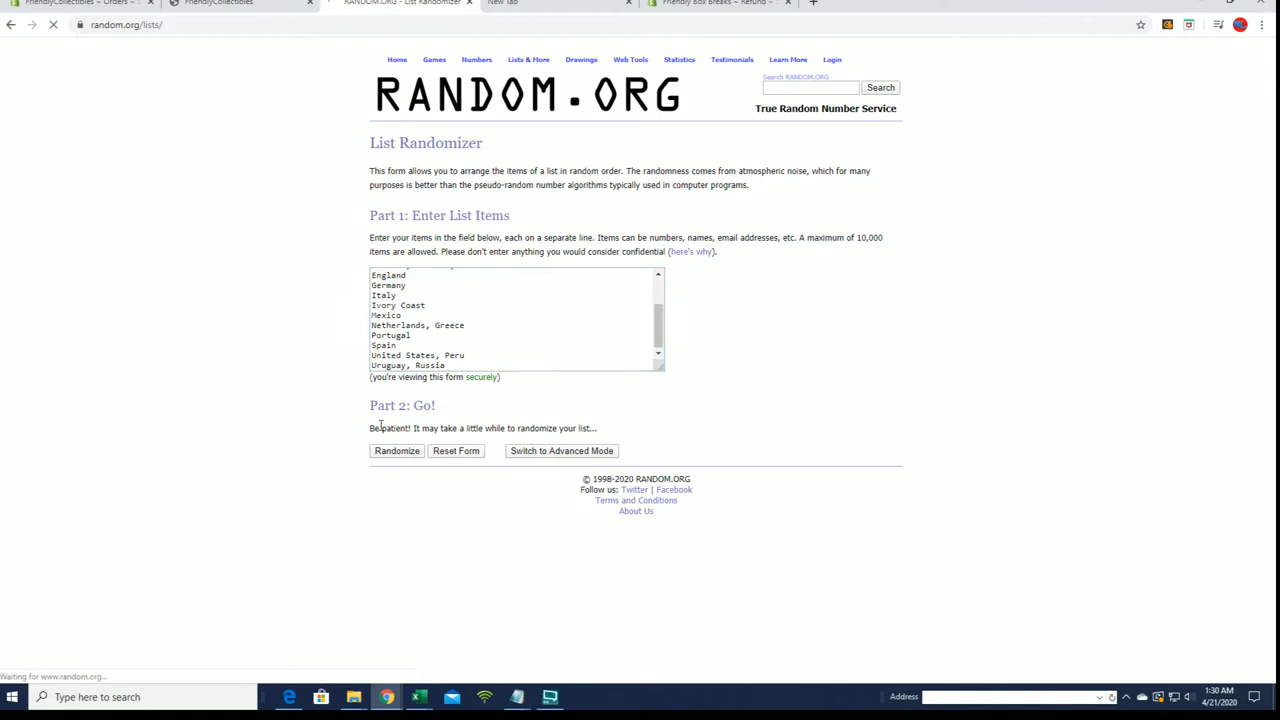 FriendlyCollectibles ~ Orders ~
FriendlyCollectibles
RANDOM.ORG - List Randomizer
New Tab
Friendly Box Breaks ~ Refund ~
random.org/lists/
Home Games Numbers Lists & More Drawings Web Tools Statistics Testimonials Learn More Login
RANDOM.ORG
Search RANDOM.ORG
Search
True Random Number Service
List Randomizer
This form allows you to arrange the items of a list in random order. The randomness comes from atmospheric noise, which for many
purposes is better than the pseudo-random number algorithms typically used in computer programs.
Part 1: Enter List Items
Enter your items in the field below, each on a separate line. Items can be numbers, names, email addresses, etc. A maximum of 10,000
items are allowed. Please don't enter anything you would consider confidential (here's why).
England
Germany
Italy
Ivory Coast
Mexico
Netherlands, Greece
Portugal
Spain
United States, Peru
Uruguay, Russia
(you're viewing this form securely)
Part 2: Go!
Be patient! It may take a little while to randomize your list...
Randomize Reset Form Switch to Advanced Mode
© 1998-2020 RANDOM.ORG
Follow us: Twitter | Facebook
Terms and Conditions
About Us
Waiting for www.random.org...
Type here to search
Address
1:30 AM
4/21/2020